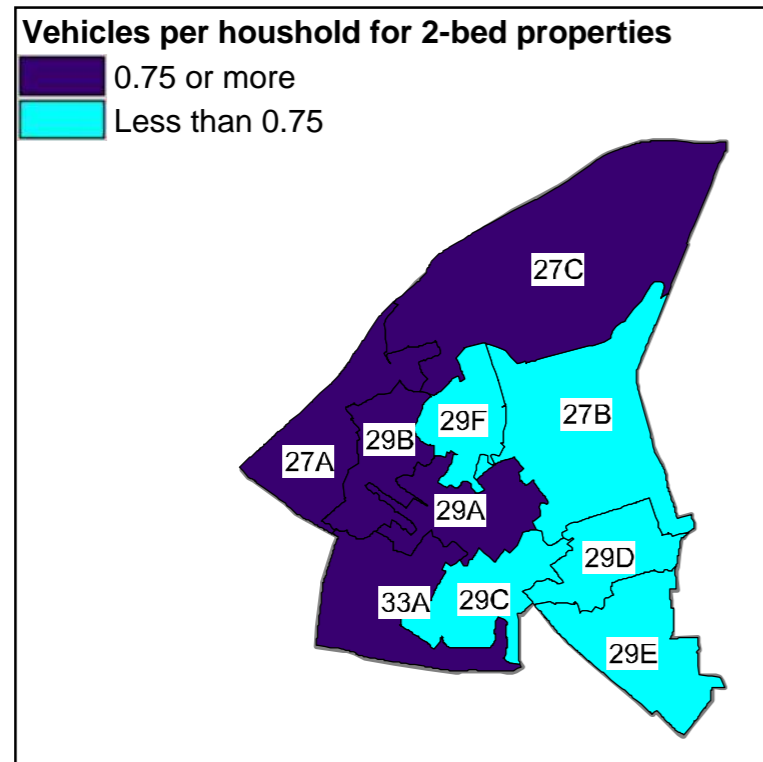 Vehicles per houshold for 2-bed properties
0.75 or more
Less than 0.75
27C
27B
29F
29B
27A
29A
29D
33A
29C
29E